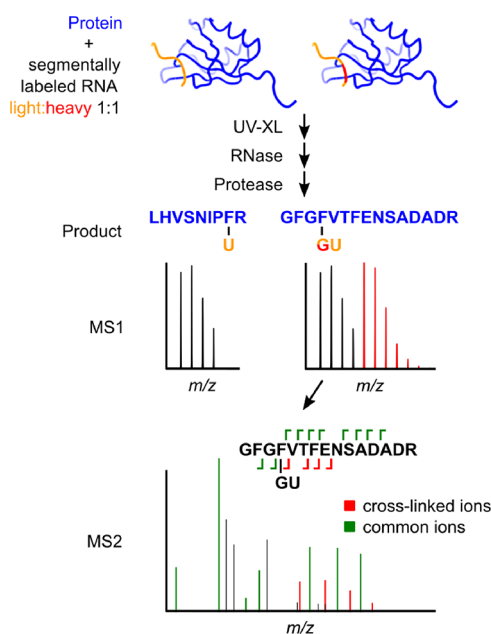 Protein
+
segmentally
labeled RNA
light:heavy 1:1
UV-XL
RNase
Protease
Product
LHVSNIPFR
U
GFGFVTFENSADADR
GU
MS1
m/z
m/z
GFGFVTFENSADADR
GU
cross-linked ions
common ions
MS2
m/z